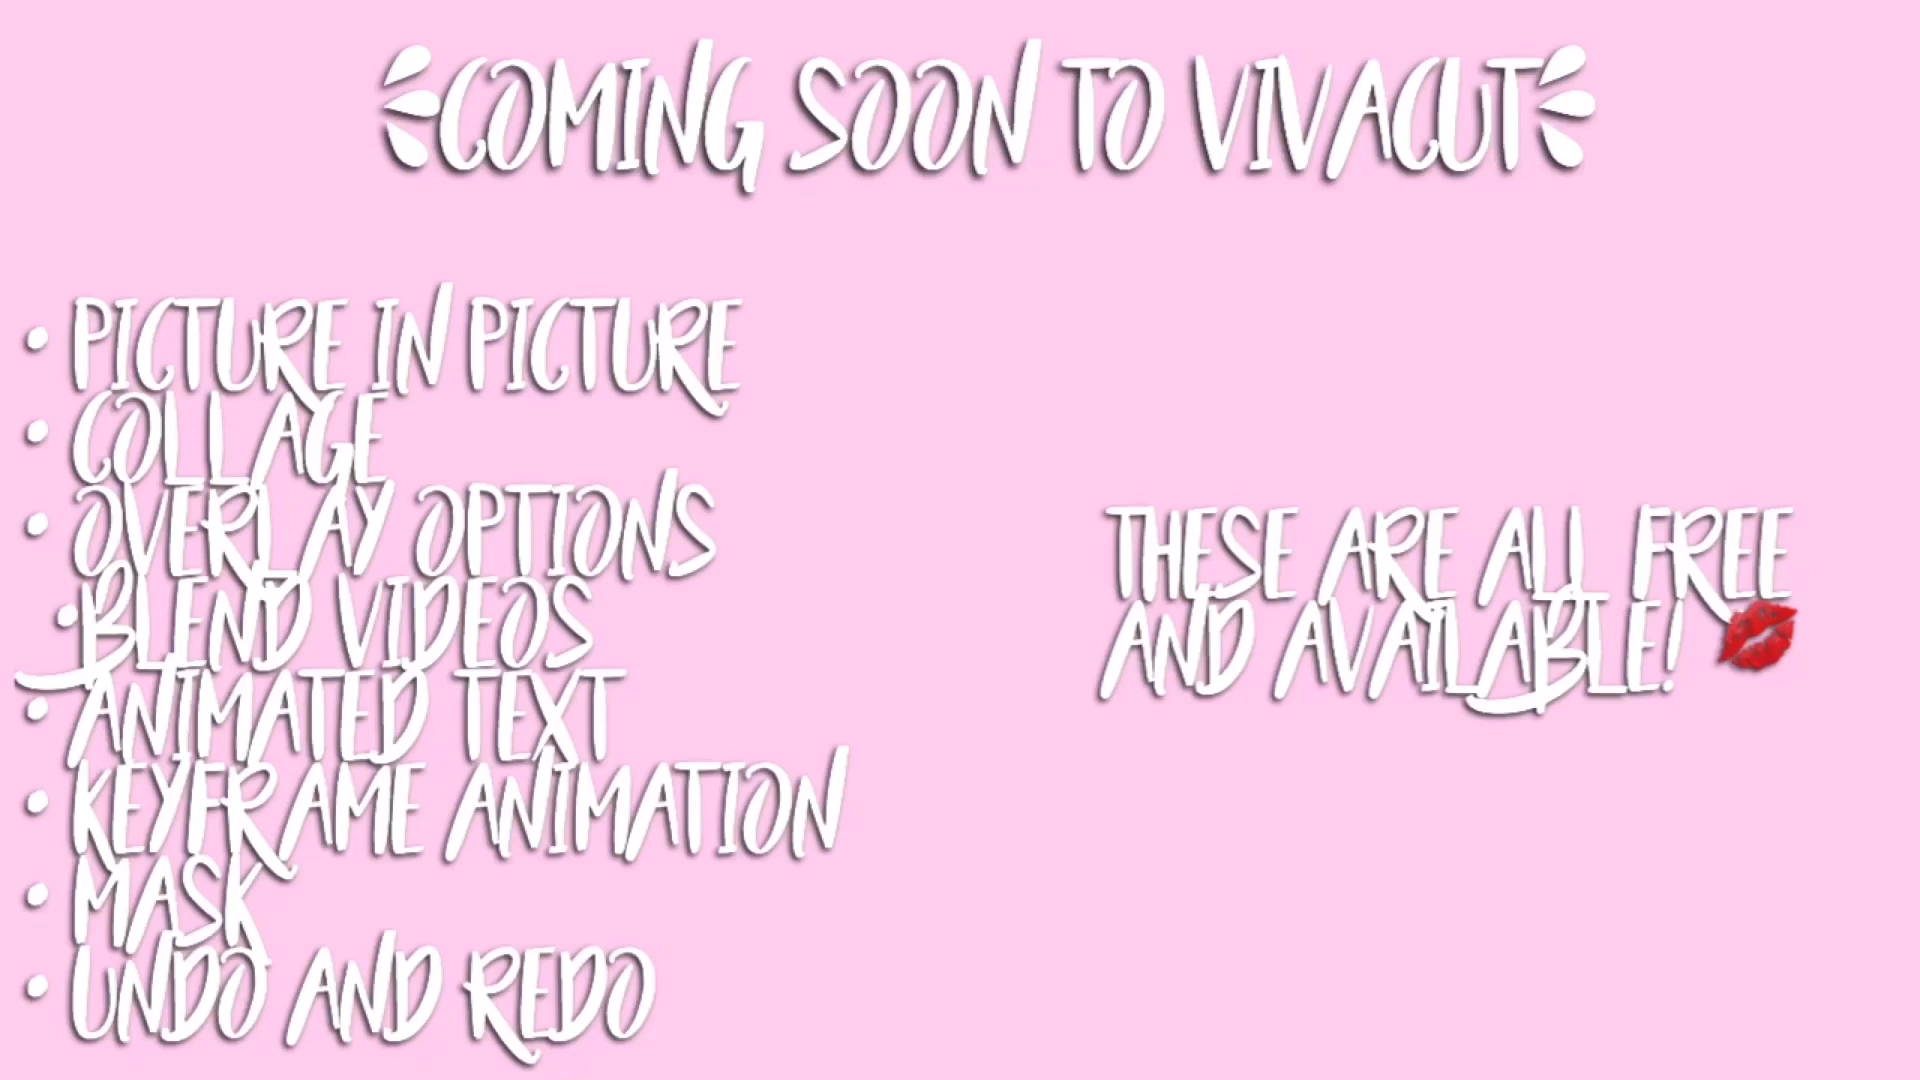 COMING SOON TO VIVACUT
• PICTURE IN PICTURE
• COLLAGE
• OVERLAY OPTIONS
• BLEND VIDEOS
• ANIMATED TEXT
• KEYFRAME ANIMATION
• MASK
• UNDO AND REDO
THESE ARE ALL FREE
AND AVAILABLE! 💋